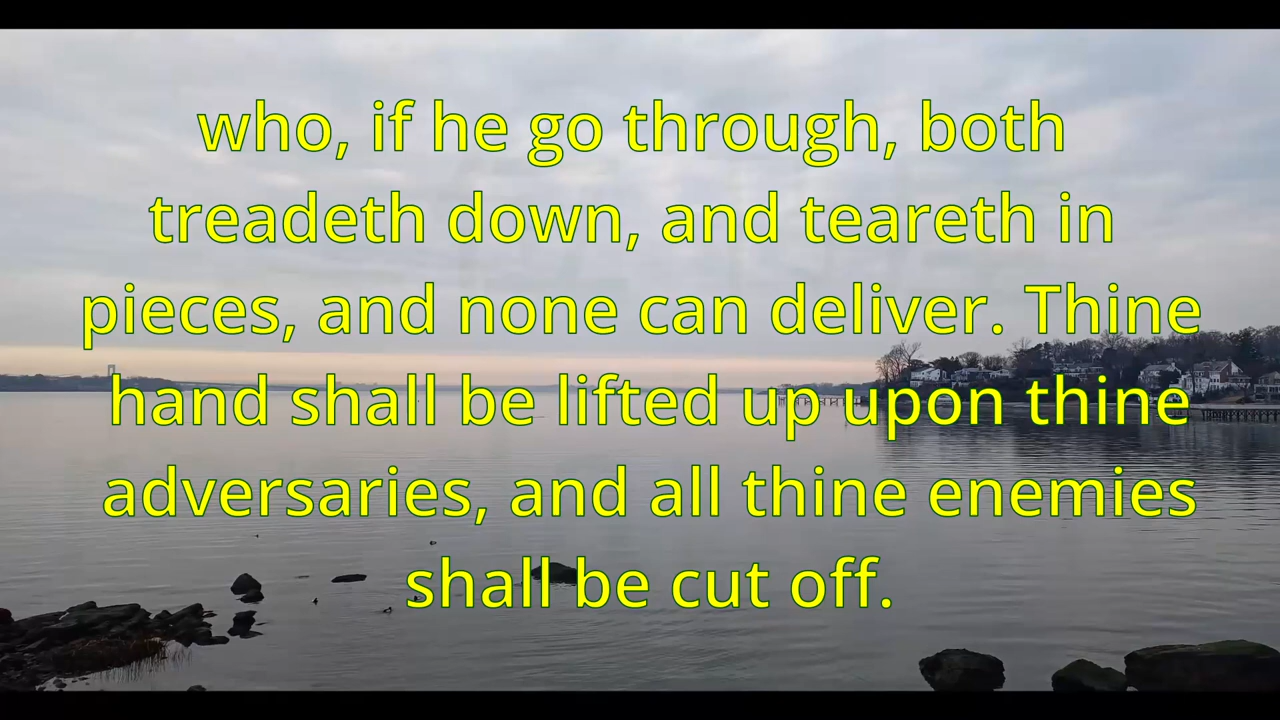 who, if he go through, both
treadeth down, and teareth in
pieces, and none can deliver. Thine
hand shall be lifted up upon thine
adversaries, and all thine enemies
shall be cut off.